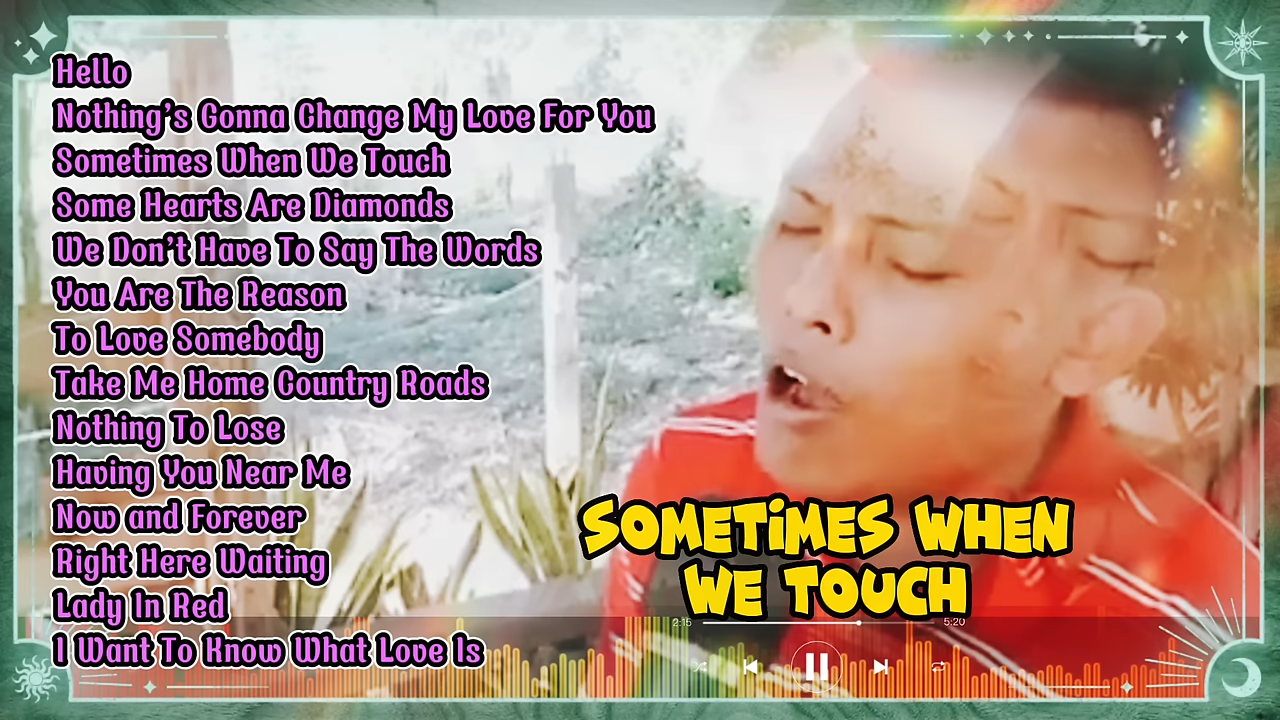 Hello
Nothing's Gonna Change My Love For You
Sometimes When We Touch
Some Hearts Are Diamonds
We Don't Have To Say The Words
You Are The Reason
To Love Somebody
Take Me Home Country Roads
Nothing To Lose
Having You Near Me
Now and Forever
Right Here Waiting
Lady In Red
I Want To Know What Love Is
SOMETIMES WHEN
WE TOUCH
2:15 5:20